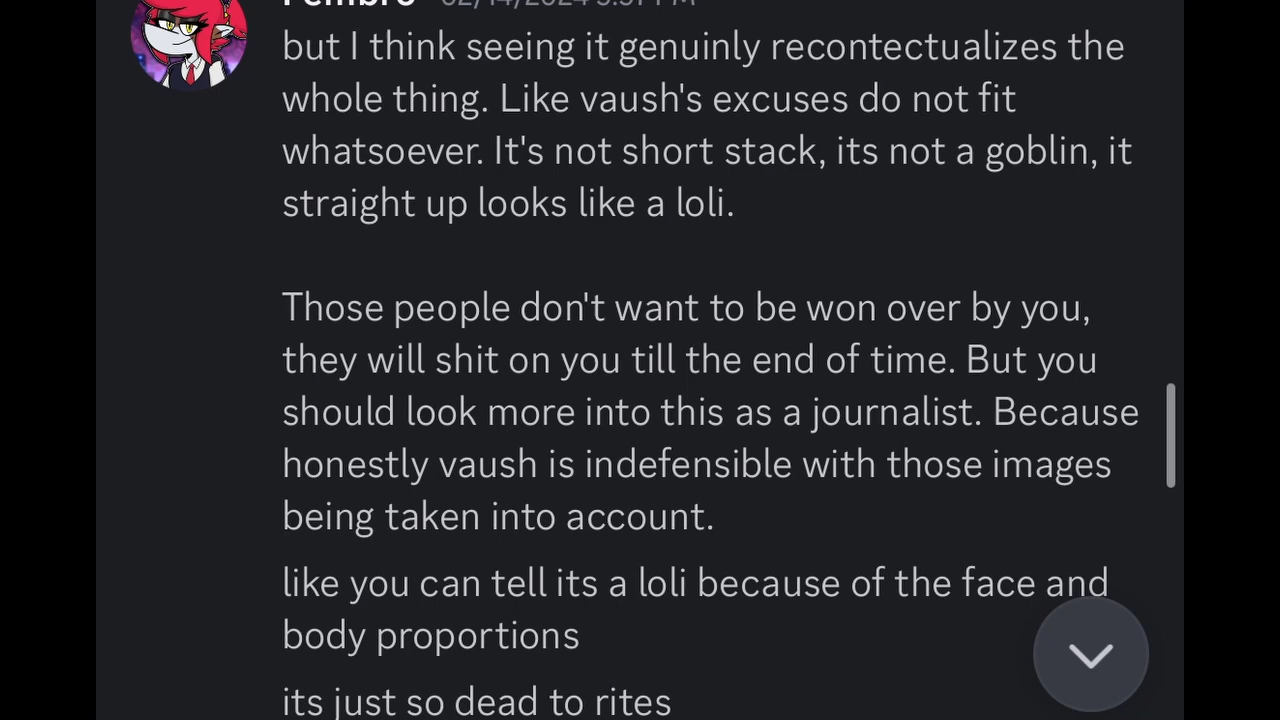 but I think seeing it genuinly recontectualizes the
whole thing. Like vaush's excuses do not fit
whatsoever. It's not short stack, its not a goblin, it
straight up looks like a loli.
Those people don't want to be won over by you,
they will shit on you till the end of time. But you
should look more into this as a journalist. Because
honestly vaush is indefensible with those images
being taken into account.
like you can tell its a loli because of the face and
body proportions
its just so dead to rites